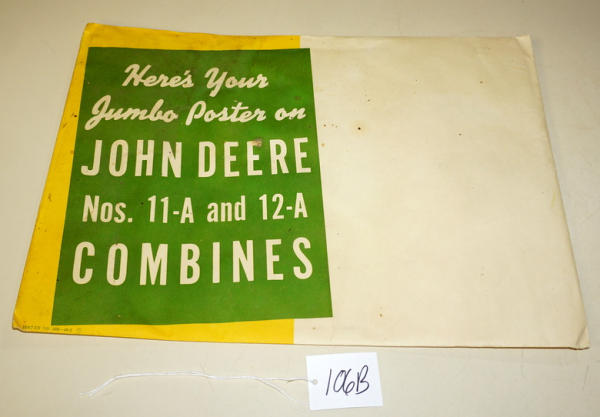 Here's Your
Jumbo Poster on
JOHN DEERE
Nos. 11-A and 12-A
COMBINES
106B